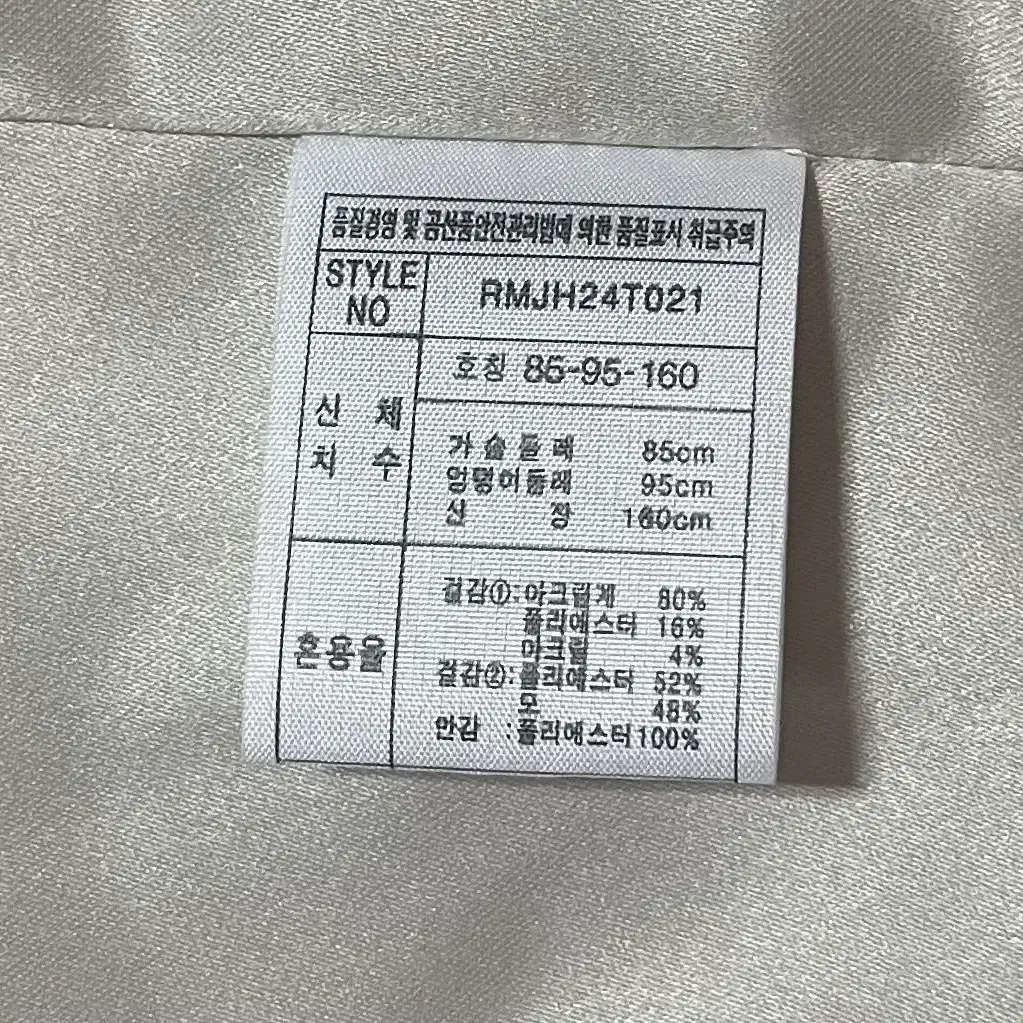 품질경영 및 공산품안전관리법에 의한 품질표시 취급주의
STYLE NO
RMJH24T021
신 체 치 수
호칭 85-95-160
가 슴 둘 레 85cm
엉덩이둘레 95cm
신 장 160cm
혼용율
겉감①:아크릴계 80%
폴리에스터 16%
아크릴 4%
겉감②:폴리에스터 52%
모 48%
안감 :폴리에스터100%